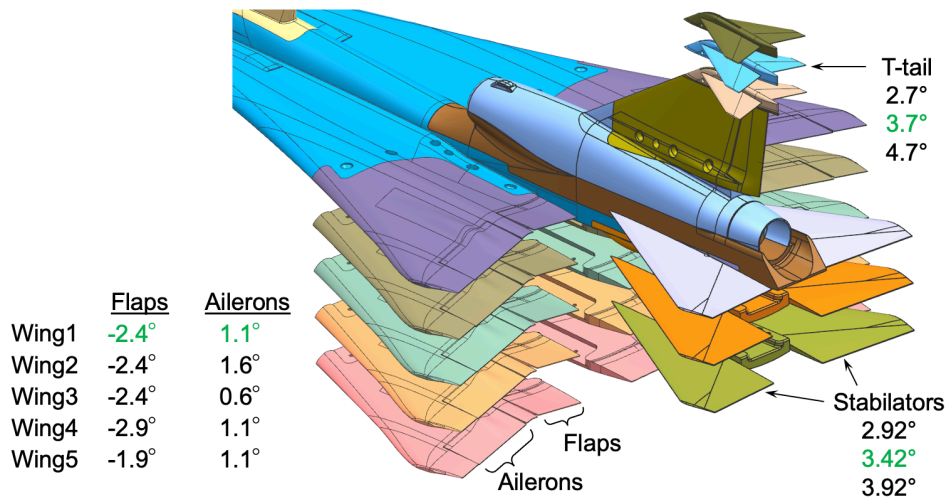 T-tail
2.7°
3.7°
4.7°
Flaps Ailerons
Wing1 -2.4° 1.1°
Wing2 -2.4° 1.6°
Wing3 -2.4° 0.6°
Wing4 -2.9° 1.1°
Wing5 -1.9° 1.1°
Flaps
Ailerons
Stabilators
2.92°
3.42°
3.92°